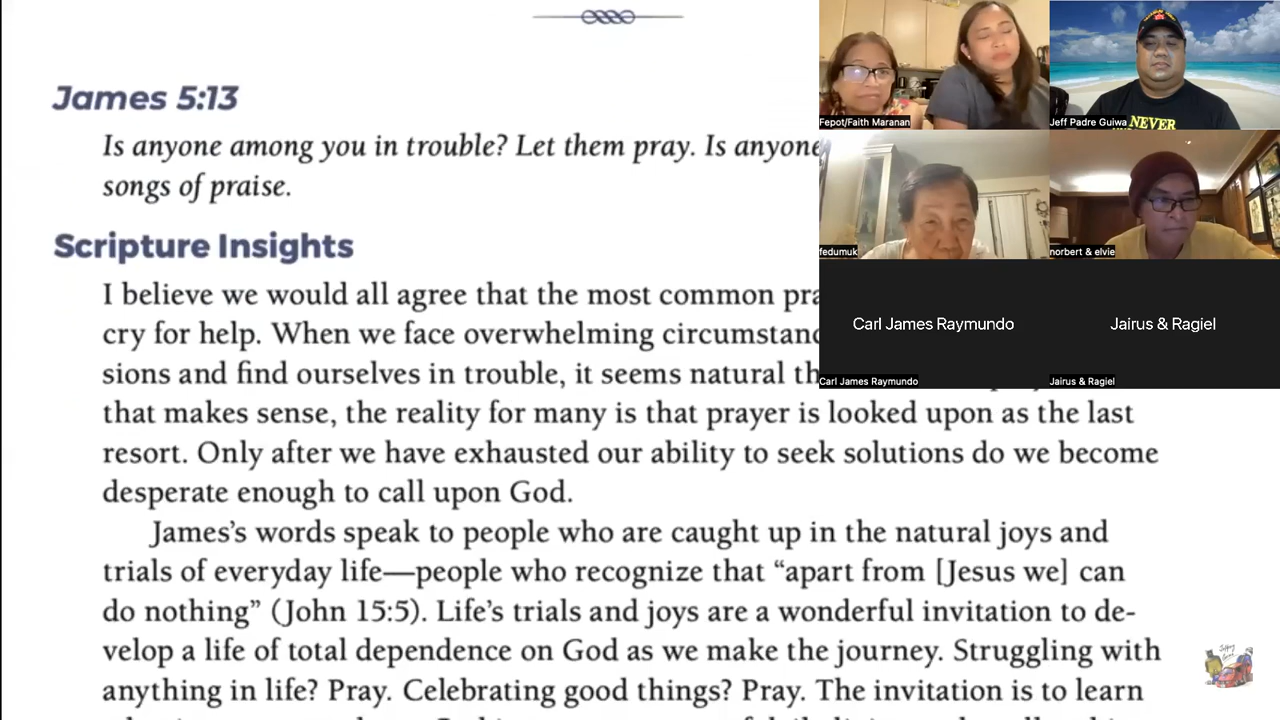 James 5:13
Is anyone among you in trouble? Let them pray. Is anyone
songs of praise.
Scripture Insights
I believe we would all agree that the most common pra
cry for help. When we face overwhelming circumstanc
sions and find ourselves in trouble, it seems natural th
that makes sense, the reality for many is that prayer is looked upon as the last
resort. Only after we have exhausted our ability to seek solutions do we become
desperate enough to call upon God.
James’s words speak to people who are caught up in the natural joys and
trials of everyday life—people who recognize that “apart from [Jesus we] can
do nothing” (John 15:5). Life’s trials and joys are a wonderful invitation to de-
velop a life of total dependence on God as we make the journey. Struggling with
anything in life? Pray. Celebrating good things? Pray. The invitation is to learn
Fepot/Faith Maranan
NEVER
Jeff Padre Guiwa
fedumuk
norbert & elvie
Carl James Raymundo
Jairus & Ragiel
Carl James Raymundo
Jairus & Ragiel